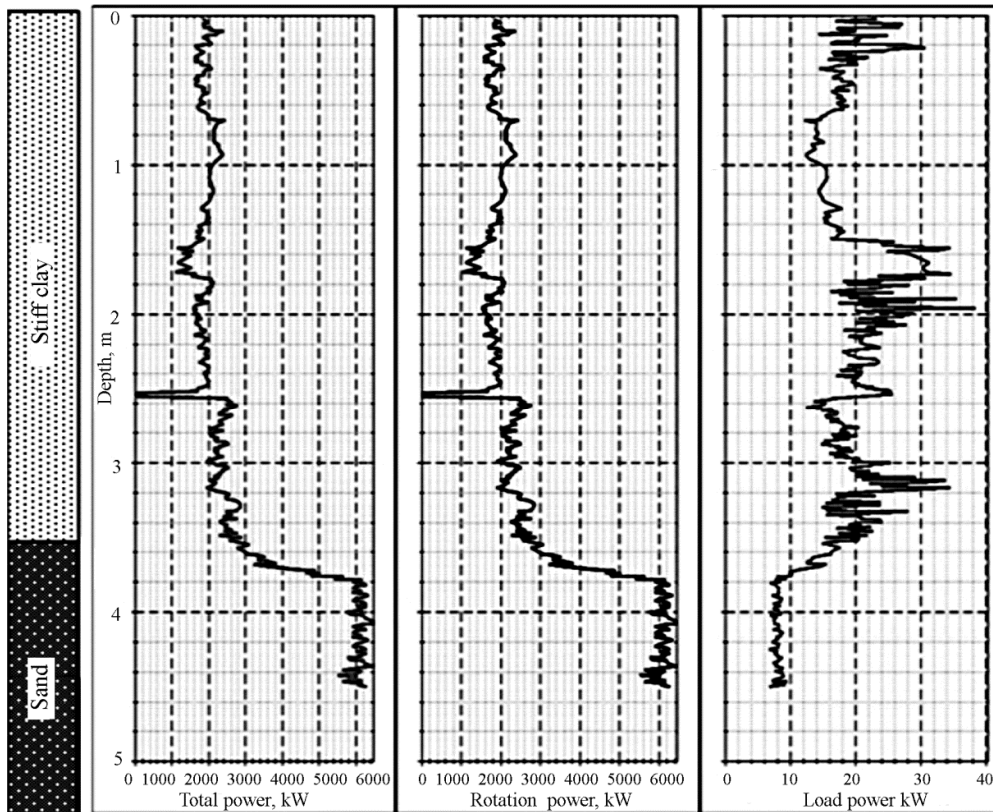 Stiff clay
Sand
Depth, m
0
1
2
3
4
5
0 1000 2000 3000 4000 5000 6000
Total power, kW
0 1000 2000 3000 4000 5000 6000
Rotation power, kW
0 10 20 30 40
Load power kW